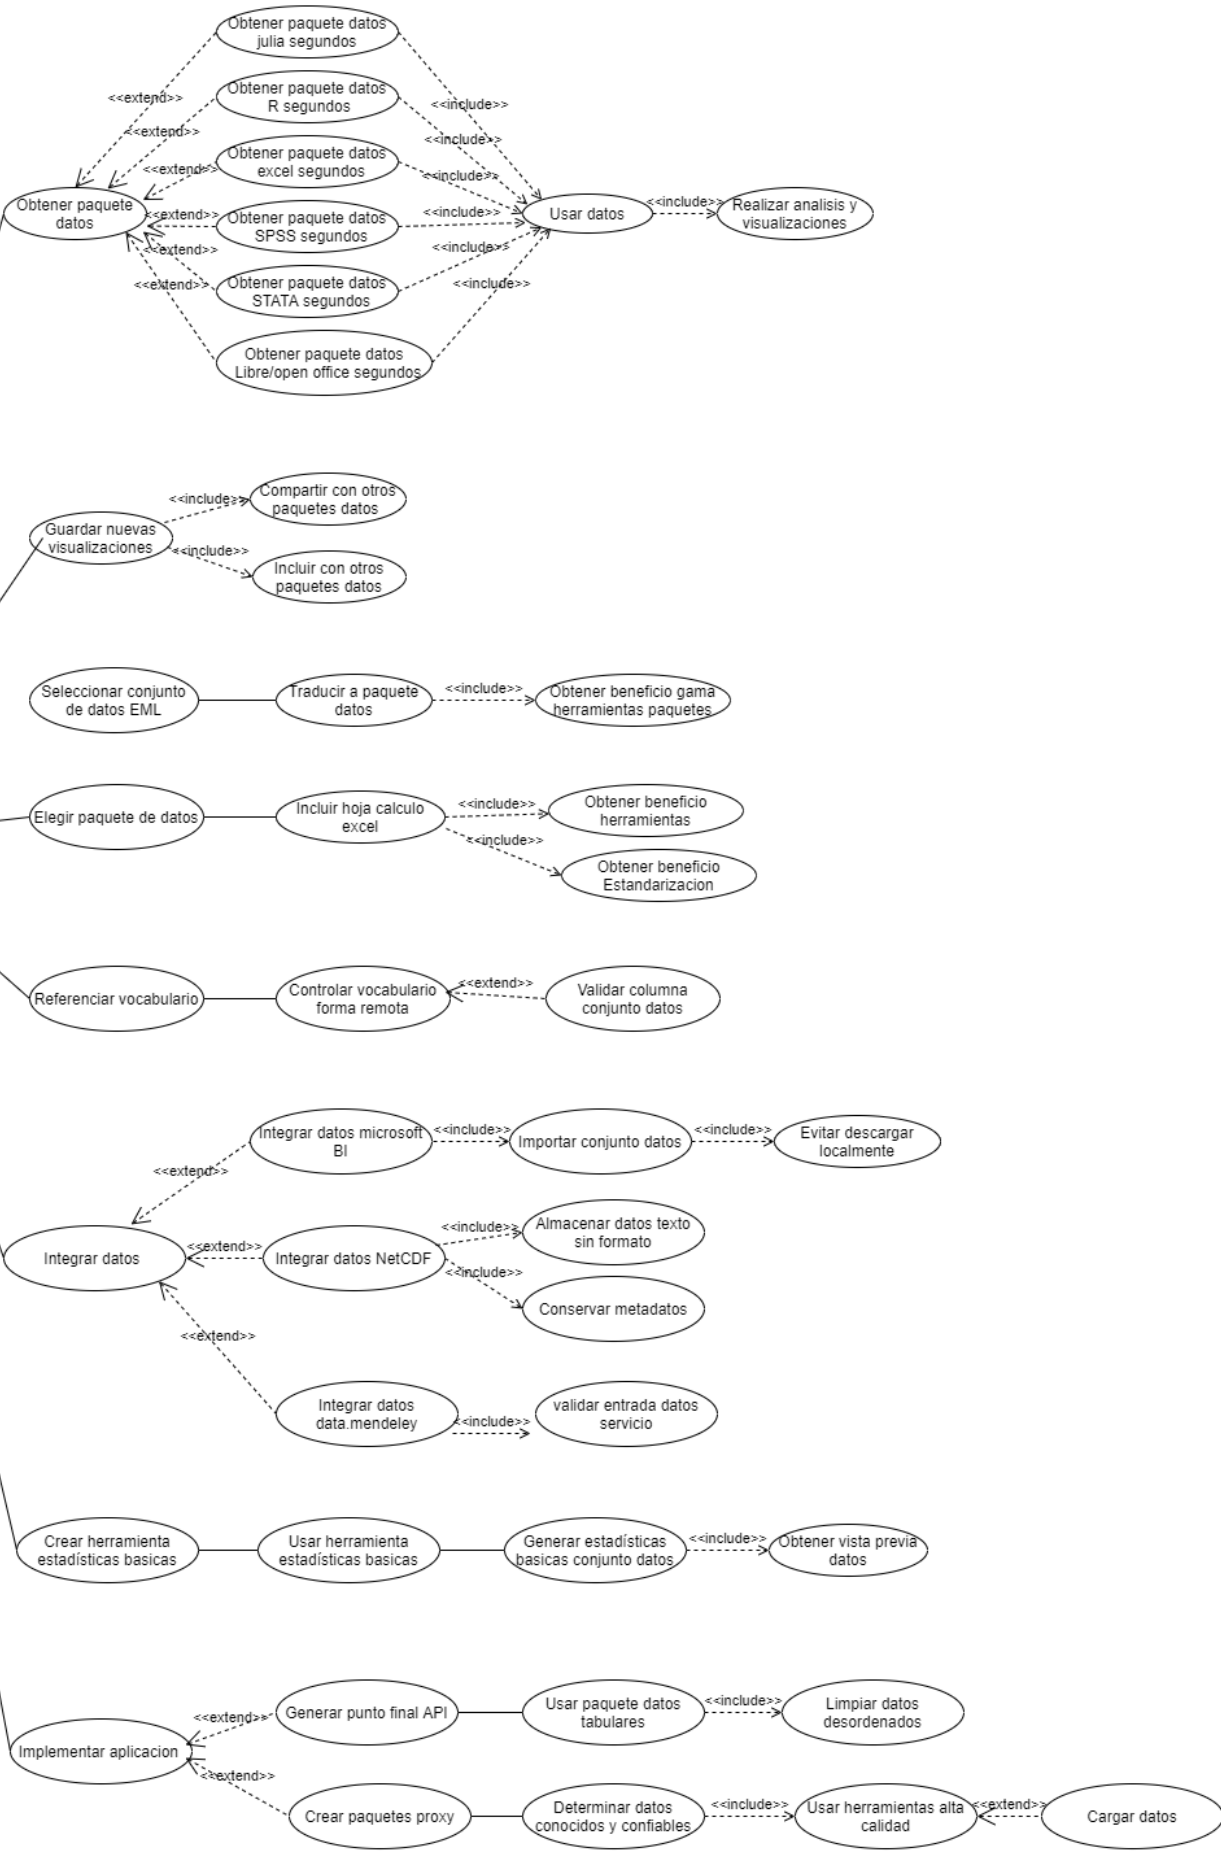 Obtener paquete datos
julia segundos
<<extend>>
<<include>>
Obtener paquete datos
R segundos
<<extend>>
<<include>>
Obtener paquete datos
excel segundos
<<extend>>
<<include>>
Obtener paquete
datos
<<extend>>
Obtener paquete datos
SPSS segundos
<<include>>
Usar datos
<<include>>
Realizar analisis y
visualizaciones
<<extend>>
<<include>>
Obtener paquete datos
STATA segundos
<<extend>>
<<include>>
Obtener paquete datos
Libre/open office segundos
Guardar nuevas
visualizaciones
<<include>>
Compartir con otros
paquetes datos
<<include>>
Incluir con otros
paquetes datos
Seleccionar conjunto
de datos EML
Traducir a paquete
datos
<<include>>
Obtener beneficio gama
herramientas paquetes
Elegir paquete de datos
Incluir hoja calculo
excel
<<include>>
Obtener beneficio
herramientas
<<include>>
Obtener beneficio
Estandarizacion
Referenciar vocabulario
Controlar vocabulario
forma remota
<<extend>>
Validar columna
conjunto datos
Integrar datos microsoft
BI
<<include>>
Importar conjunto datos
<<include>>
Evitar descargar
localmente
<<extend>>
Integrar datos
<<extend>>
Integrar datos NetCDF
<<include>>
Almacenar datos texto
sin formato
<<include>>
Conservar metadatos
<<extend>>
Integrar datos
data.mendeley
<<include>>
validar entrada datos
servicio
Crear herramienta
estadísticas basicas
Usar herramienta
estadísticas basicas
Generar estadísticas
basicas conjunto datos
<<include>>
Obtener vista previa
datos
Implementar aplicacion
<<extend>>
Generar punto final API
Usar paquete datos
tabulares
<<include>>
Limpiar datos
desordenados
<<extend>>
Crear paquetes proxy
Determinar datos
conocidos y confiables
<<include>>
Usar herramientas alta
calidad
<<extend>>
Cargar datos